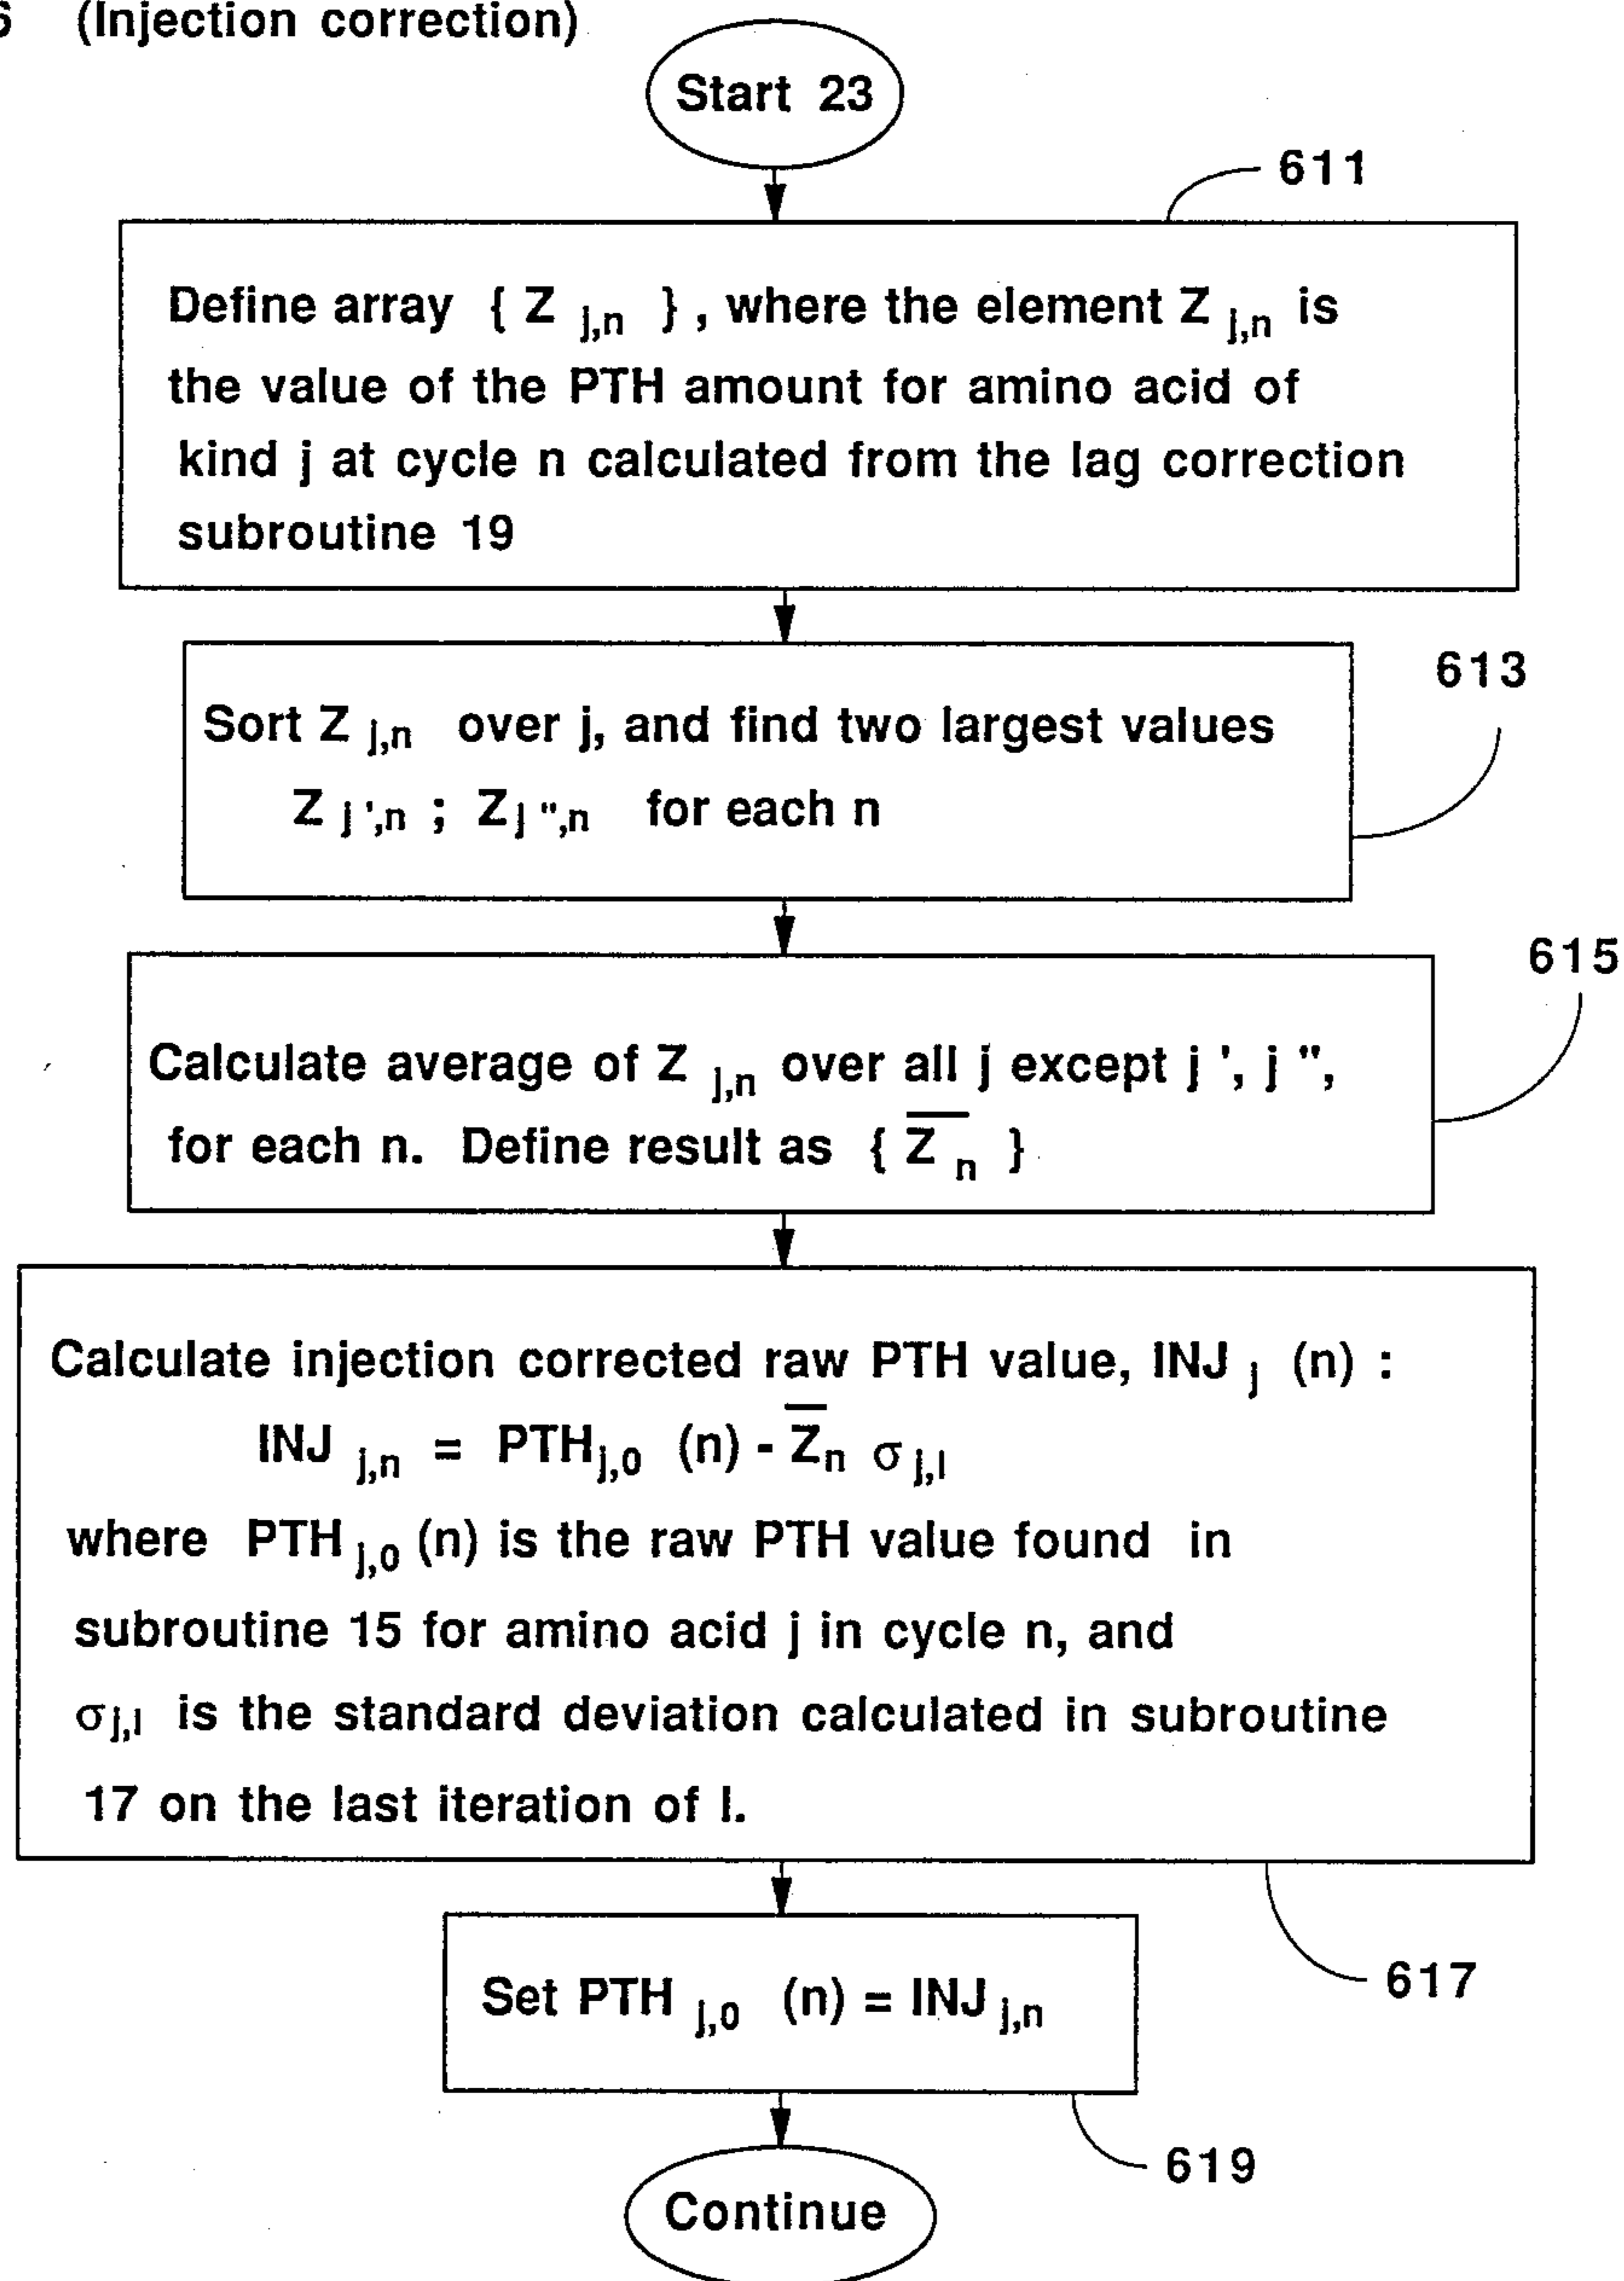 6 (Injection correction)
Start 23
611
Define array { Z j,n } , where the element Z j,n is
the value of the PTH amount for amino acid of
kind j at cycle n calculated from the lag correction
subroutine 19
613
Sort Z j,n over j, and find two largest values
Z j ',n ; Z j ",n for each n
615
Calculate average of Z j,n over all j except j ', j ",
for each n. Define result as { Z̅ n }
Calculate injection corrected raw PTH value, INJ j (n) :
INJ j,n = PTH j,0 (n) - Z̅ n σ j,l
where PTH j,0 (n) is the raw PTH value found in
subroutine 15 for amino acid j in cycle n, and
σ j,l is the standard deviation calculated in subroutine
17 on the last iteration of l.
617
Set PTH j,0 (n) = INJ j,n
619
Continue